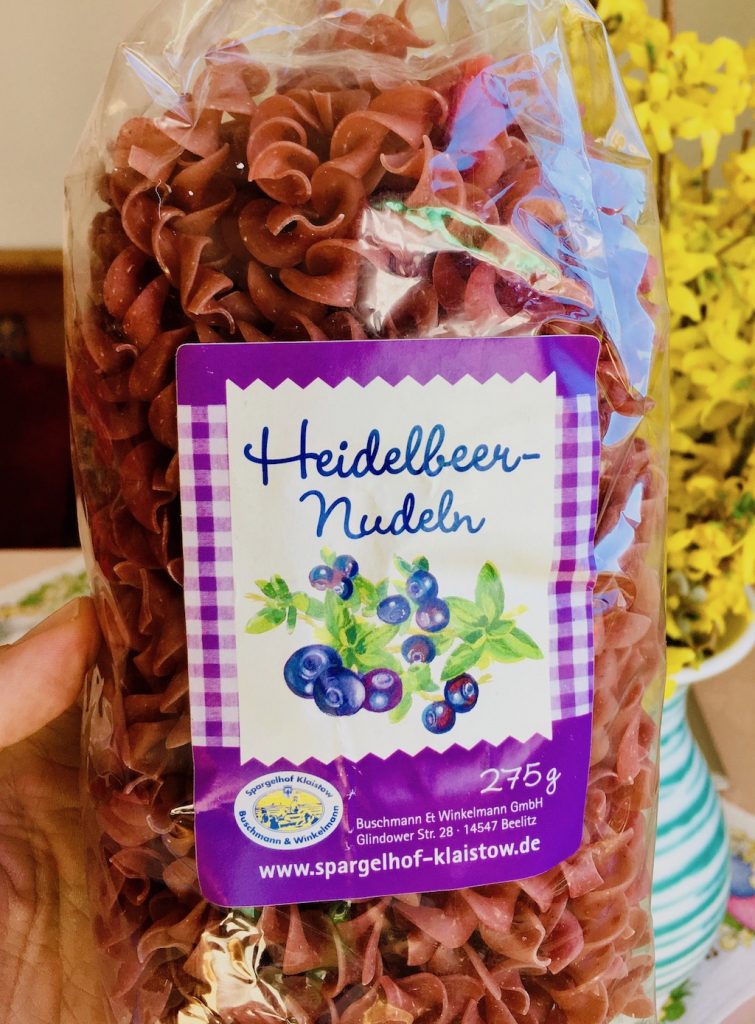 Heidelbeer-
Nudeln
275g
Spargelhof Klaistow
Buschmann & Winkelmann
Buschmann & Winkelmann GmbH
Glindower Str. 28 · 14547 Beelitz
www.spargelhof-klaistow.de